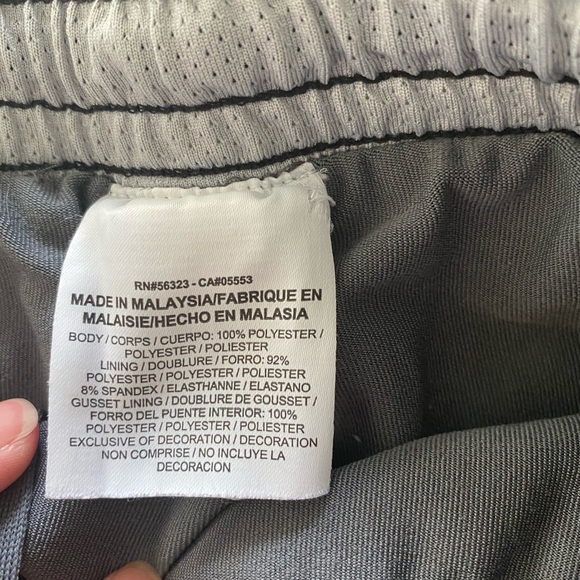 RN#56323 - CA#05553
MADE IN MALAYSIA/FABRIQUE EN
MALAISIE/HECHO EN MALASIA
BODY / CORPS / CUERPO: 100% POLYESTER /
POLYESTER / POLIESTER
LINING / DOUBLURE / FORRO: 92%
POLYESTER / POLYESTER / POLIESTER
8% SPANDEX / ELASTHANNE / ELASTANO
GUSSET LINING / DOUBLURE DE GOUSSET /
FORRO DEL PUENTE INTERIOR: 100%
POLYESTER / POLYESTER / POLIESTER
EXCLUSIVE OF DECORATION / DECORATION
NON COMPRISE / NO INCLUYE LA
DECORACION